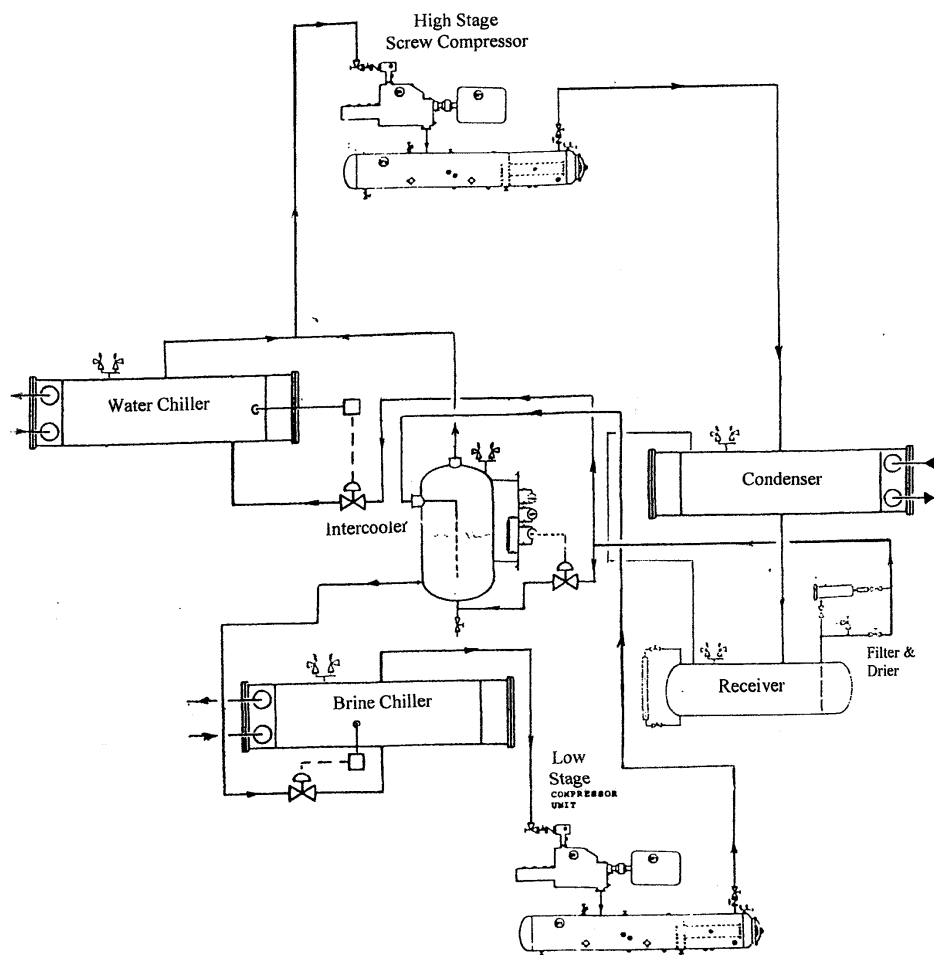 High Stage
Screw Compressor
Water Chiller
Condenser
Intercooler
Filter &
Drier
Receiver
Brine Chiller
Low
Stage
COMPRESSOR
UNIT